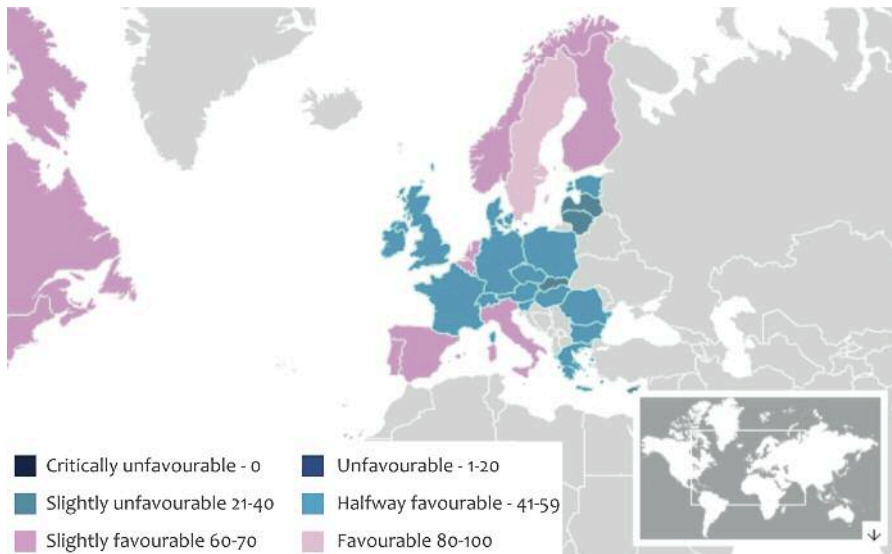 Critically unfavourable - 0
Unfavourable - 1-20
Slightly unfavourable 21-40
Halfway favourable - 41-59
Slightly favourable 60-70
Favourable 80-100